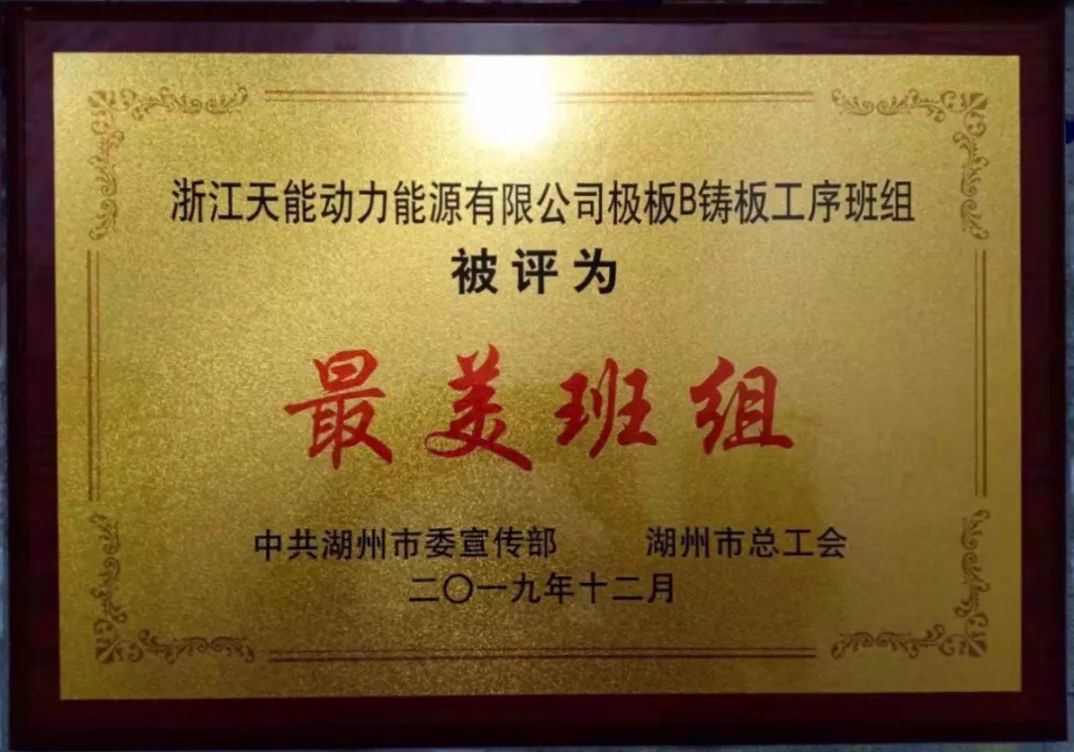 浙江天能动力能源有限公司极板B铸板工序班组
被评为
最美班组
中共湖州市委宣传部 湖州市总工会
二〇一九年十二月